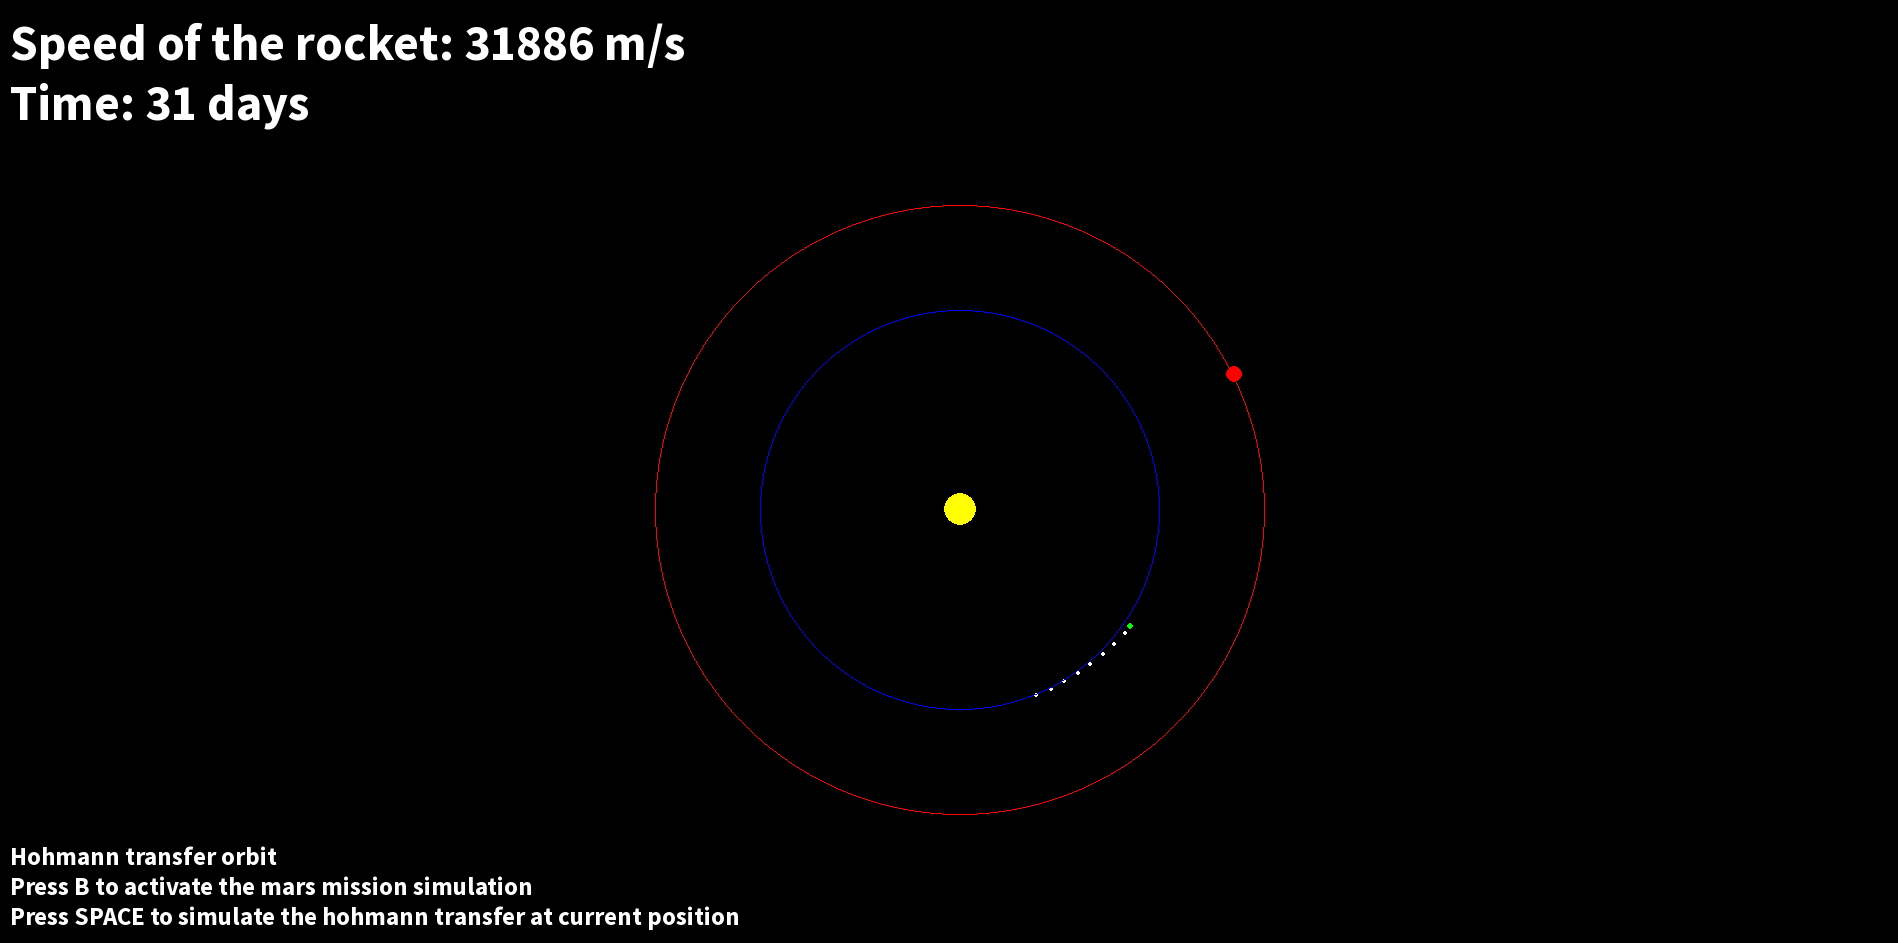 Speed of the rocket: 31886 m/s
Time: 31 days
Hohmann transfer orbit
Press B to activate the mars mission simulation
Press SPACE to simulate the hohmann transfer at current position